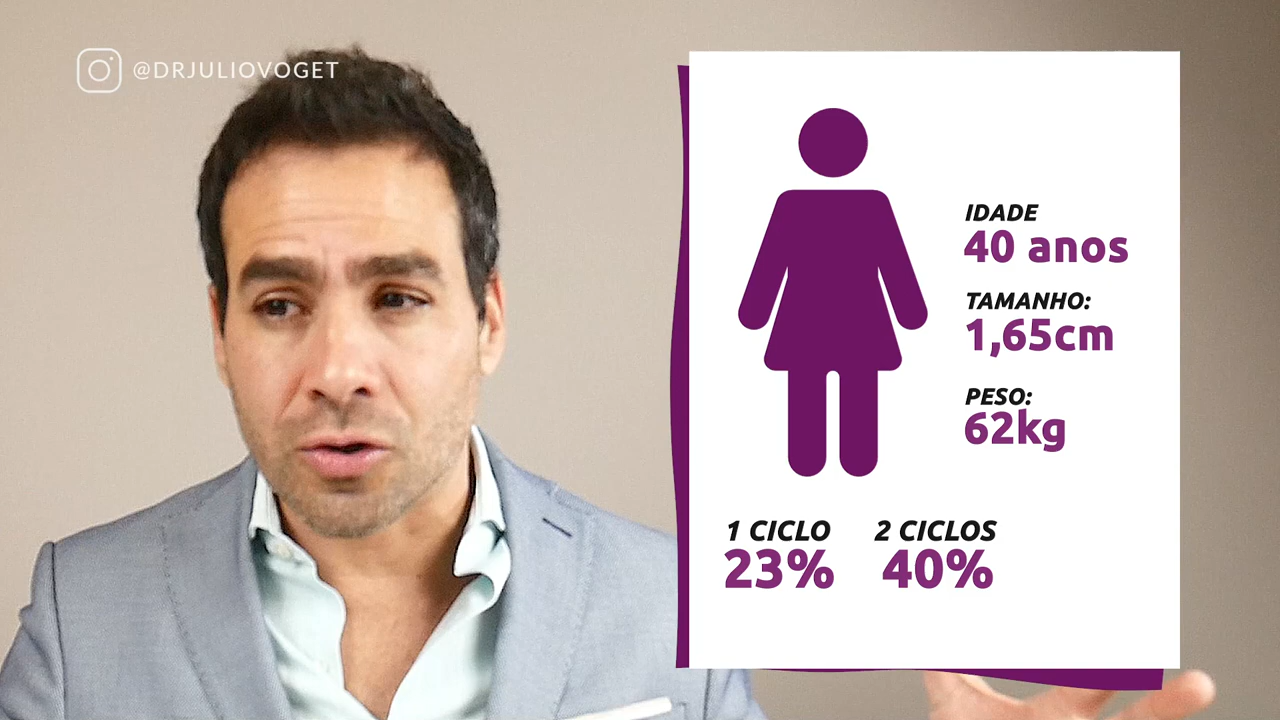 @DRJULIOVOGET
IDADE
40 anos
TAMANHO:
1,65cm
PESO:
62kg
1 CICLO
23%
2 CICLOS
40%